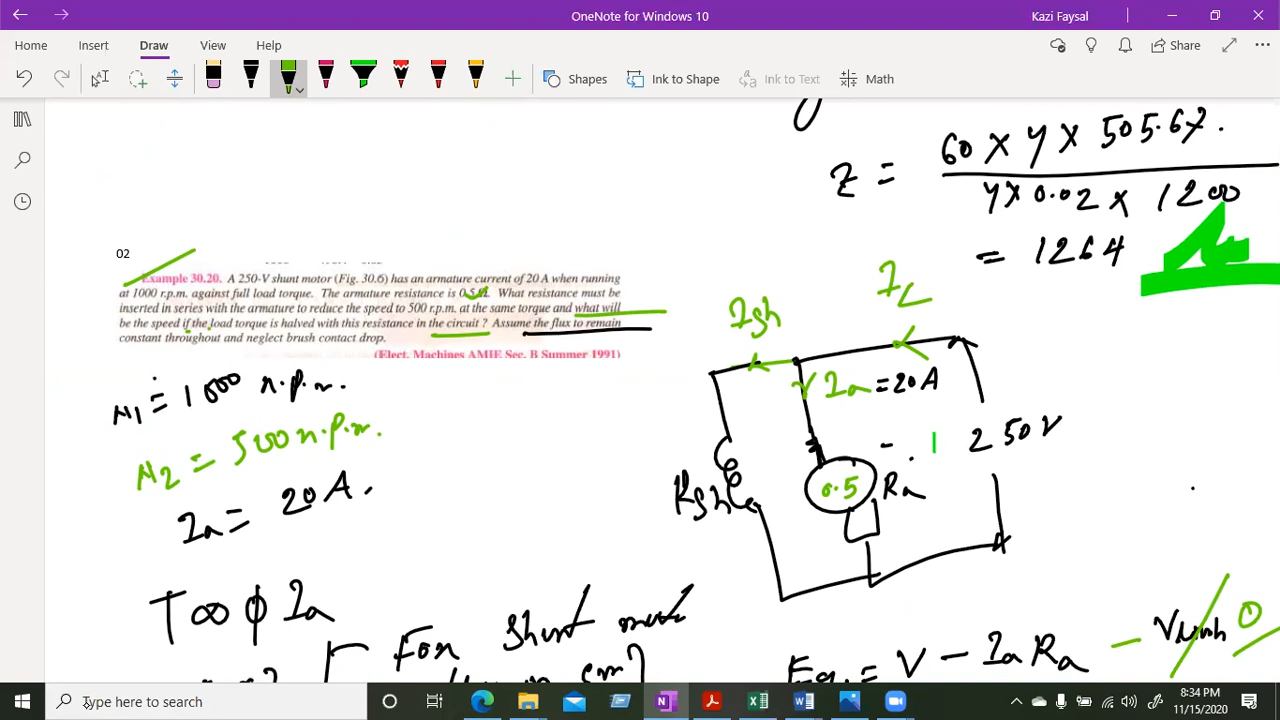 OneNote for Windows 10
Kazi Faysal
Home Insert Draw View Help
Share
Shapes Ink to Shape Ink to Text Math
Z = 60 x 4 x 505.67
4 x 0.02 x 1200
= 1264
02
Example 30.20. A 250-V shunt motor (Fig. 30.6) has an armature current of 20 A when running
at 1000 r.p.m. against full load torque. The armature resistance is 0.5 Ω. What resistance must be
inserted in series with the armature to reduce the speed to 500 r.p.m. at the same torque and what will
be the speed if the load torque is halved with this resistance in the circuit ? Assume the flux to remain
constant throughout and neglect brush contact drop.
(Elect. Machines AMIE Sec. B Summer 1991)
N1 = 1000 r.p.m.
N2 = 500 r.p.m.
Ia = 20 A.
IL
Ish
Ia = 20A
250V
0.5 Ra
Rsh
T ∝ φ Ia
For shunt
= V - IaRa - 0
Type here to search
8:34 PM
11/15/2020